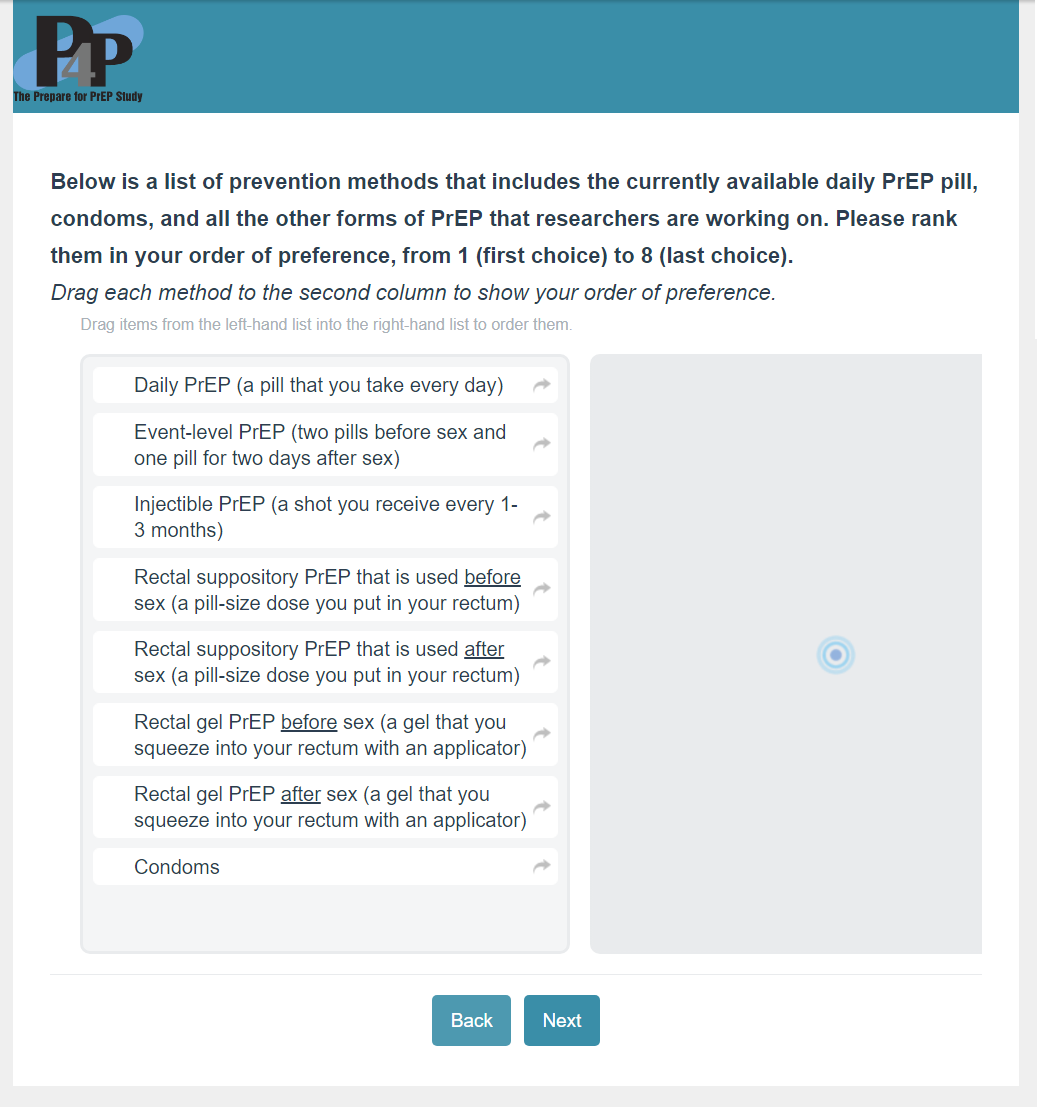 P4P
The Prepare for PrEP Study
Below is a list of prevention methods that includes the currently available daily PrEP pill,
condoms, and all the other forms of PrEP that researchers are working on. Please rank
them in your order of preference, from 1 (first choice) to 8 (last choice).
Drag each method to the second column to show your order of preference.
Drag items from the left-hand list into the right-hand list to order them.
Daily PrEP (a pill that you take every day)
Event-level PrEP (two pills before sex and
one pill for two days after sex)
Injectible PrEP (a shot you receive every 1-
3 months)
Rectal suppository PrEP that is used before
sex (a pill-size dose you put in your rectum)
Rectal suppository PrEP that is used after
sex (a pill-size dose you put in your rectum)
Rectal gel PrEP before sex (a gel that you
squeeze into your rectum with an applicator)
Rectal gel PrEP after sex (a gel that you
squeeze into your rectum with an applicator)
Condoms
Back
Next